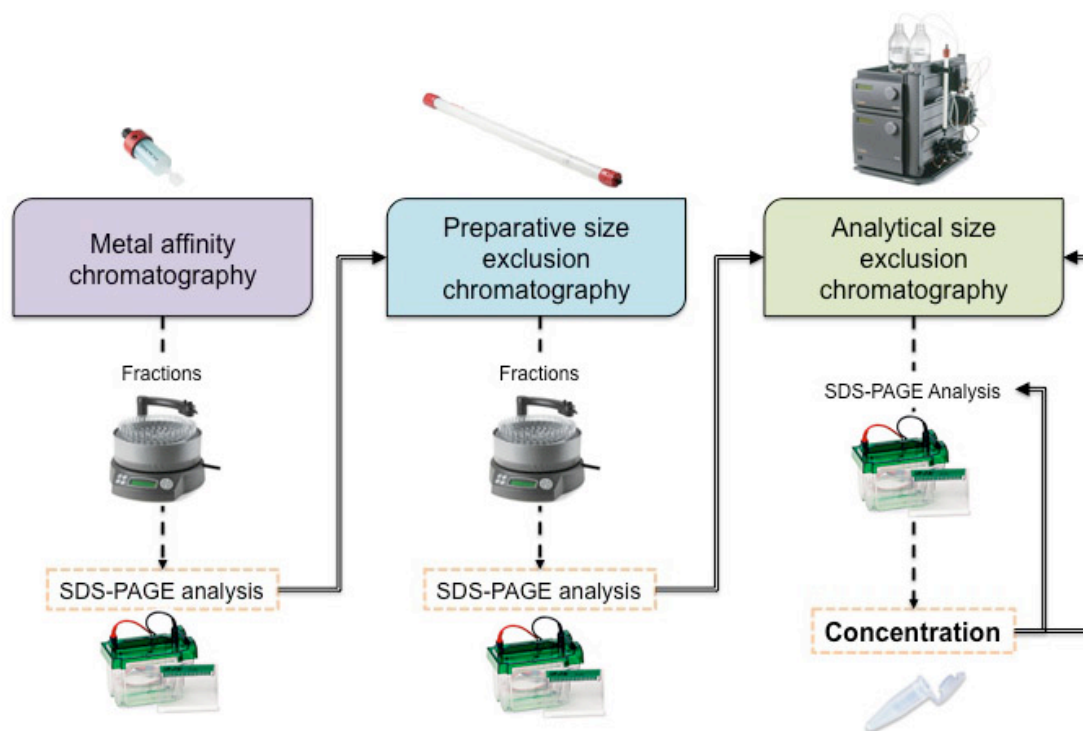 Metal affinity
chromatography
Fractions
SDS-PAGE analysis
Preparative size
exclusion
chromatography
Fractions
SDS-PAGE analysis
Analytical size
exclusion
chromatography
SDS-PAGE Analysis
Concentration